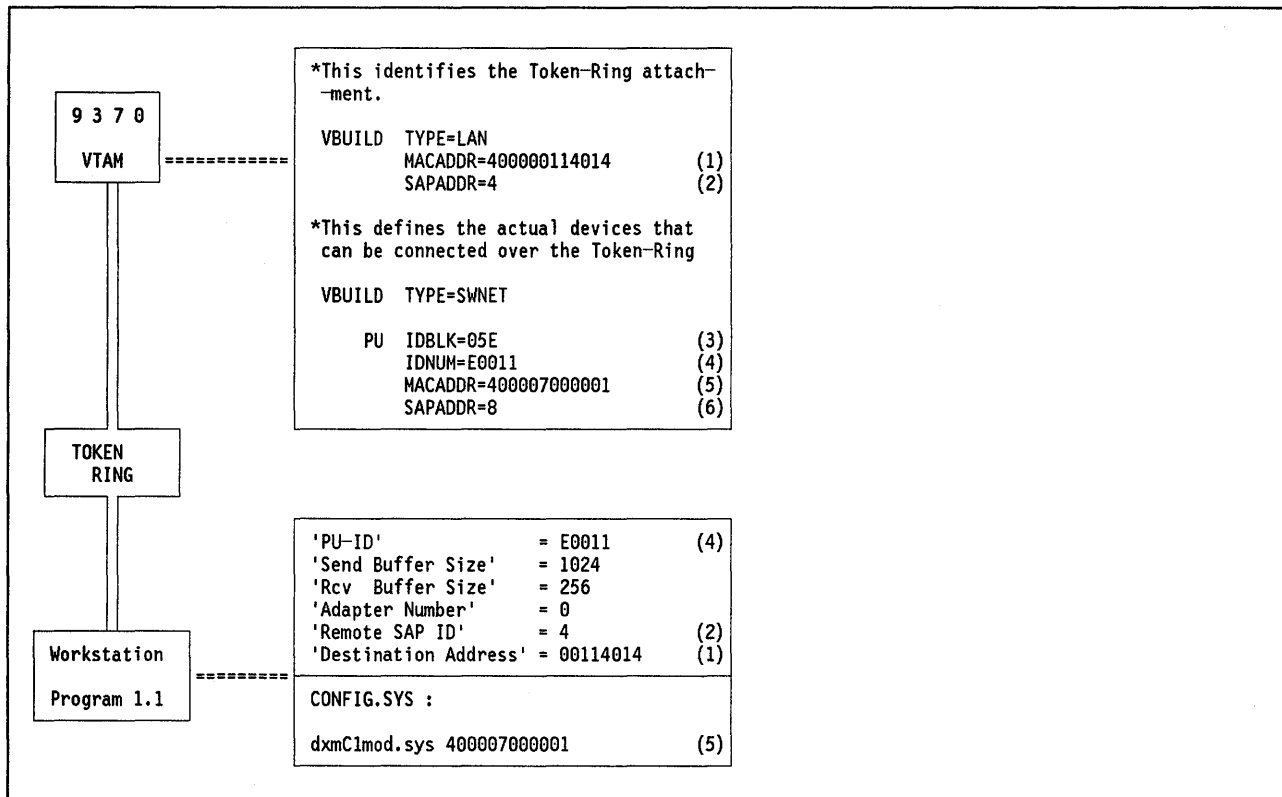 9 3 7 0
VTAM
============
*This identifies the Token-Ring attach-
-ment.
VBUILD TYPE=LAN
MACADDR=400000114014 (1)
SAPADDR=4 (2)
*This defines the actual devices that
can be connected over the Token-Ring
VBUILD TYPE=SWNET
PU IDBLK=05E (3)
IDNUM=E0011 (4)
MACADDR=400007000001 (5)
SAPADDR=8 (6)
TOKEN
RING
Workstation
Program 1.1
=========
'PU-ID' = E0011 (4)
'Send Buffer Size' = 1024
'Rcv Buffer Size' = 256
'Adapter Number' = 0
'Remote SAP ID' = 4 (2)
'Destination Address' = 00114014 (1)
CONFIG.SYS :
dxmC1mod.sys 400007000001 (5)